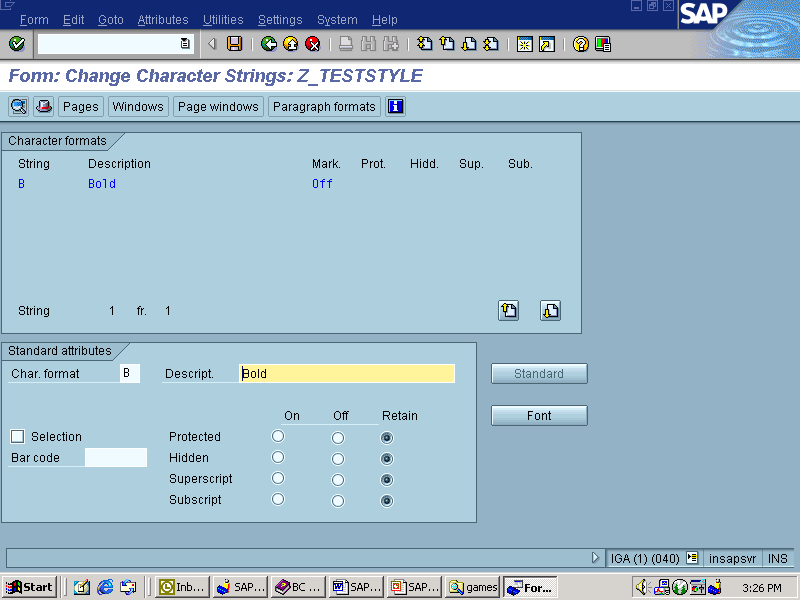 Form Edit Goto Attributes Utilities Settings System Help
SAP
Form: Change Character Strings: Z_TESTSTYLE
Pages Windows Page windows Paragraph formats
Character formats
String Description Mark. Prot. Hidd. Sup. Sub.
B Bold Off
String 1 fr. 1
Standard attributes
Char. format B Descript. Bold Standard
On Off Retain Font
Selection Protected
Bar code Hidden
Superscript
Subscript
IGA (1) (040) insapsvr INS
Start Inb... SAP... BC ... SAP... SAP... games For... 3:26 PM